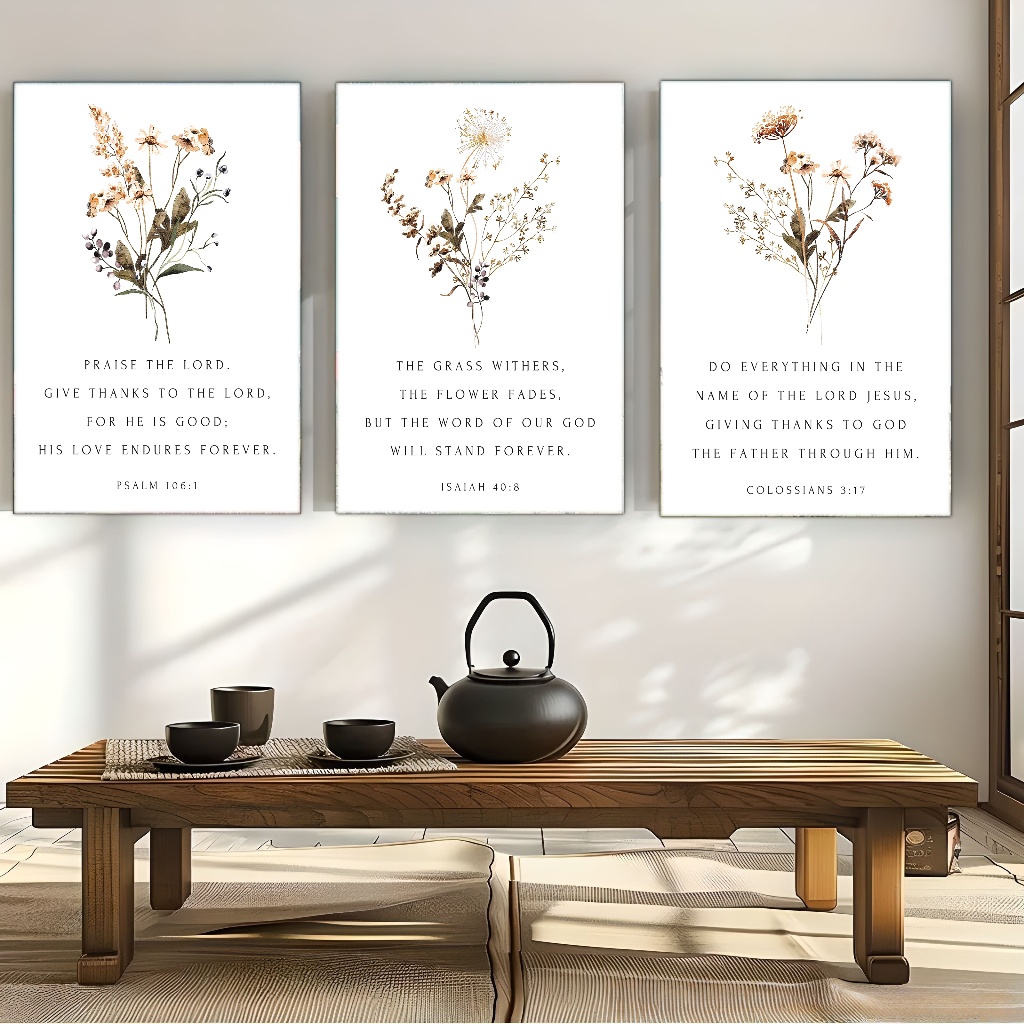 PRAISE THE LORD.
GIVE THANKS TO THE LORD,
FOR HE IS GOOD;
HIS LOVE ENDURES FOREVER.
PSALM 106:1
THE GRASS WITHERS,
THE FLOWER FADES,
BUT THE WORD OF OUR GOD
WILL STAND FOREVER.
ISAIAH 40:8
DO EVERYTHING IN THE
NAME OF THE LORD JESUS,
GIVING THANKS TO GOD
THE FATHER THROUGH HIM.
COLOSSIANS 3:17